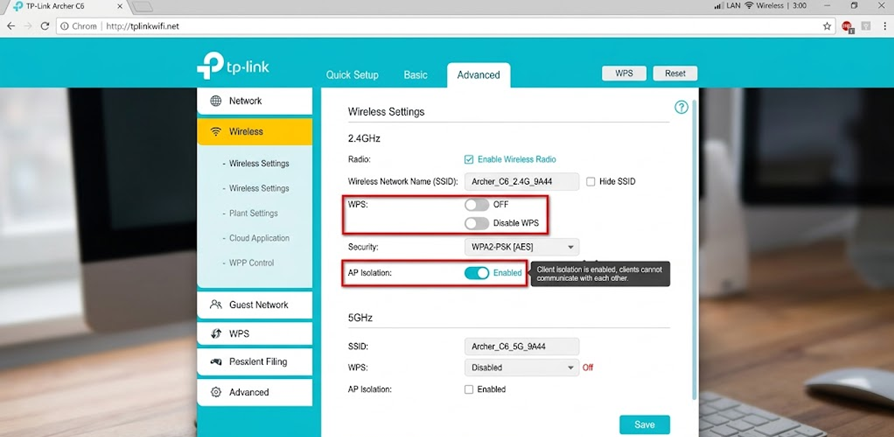 TP-Link Archer C6
LAN Wireless | 3:00
Chrom | http://tplinkwifi.net
tp-link
Quick Setup Basic Advanced WPS Reset
Network
Wireless
- Wireless Settings
- Wireless Settings
- Plant Settings
- Cloud Application
- WPP Control
Guest Network
WPS
Pesxlent Filing
Advanced
Wireless Settings
?
2.4GHz
Radio: Enable Wireless Radio
Wireless Network Name (SSID): Archer_C6_2.4G_9A44 Hide SSID
WPS: OFF
Disable WPS
Security: WPA2-PSK [AES]
AP Isolation: Enabled
Client isolation is enabled, clients cannot
communicate with each other.
5GHz
SSID: Archer_C6_5G_9A44
WPS: Disabled Off
AP Isolation: Enabled
Save